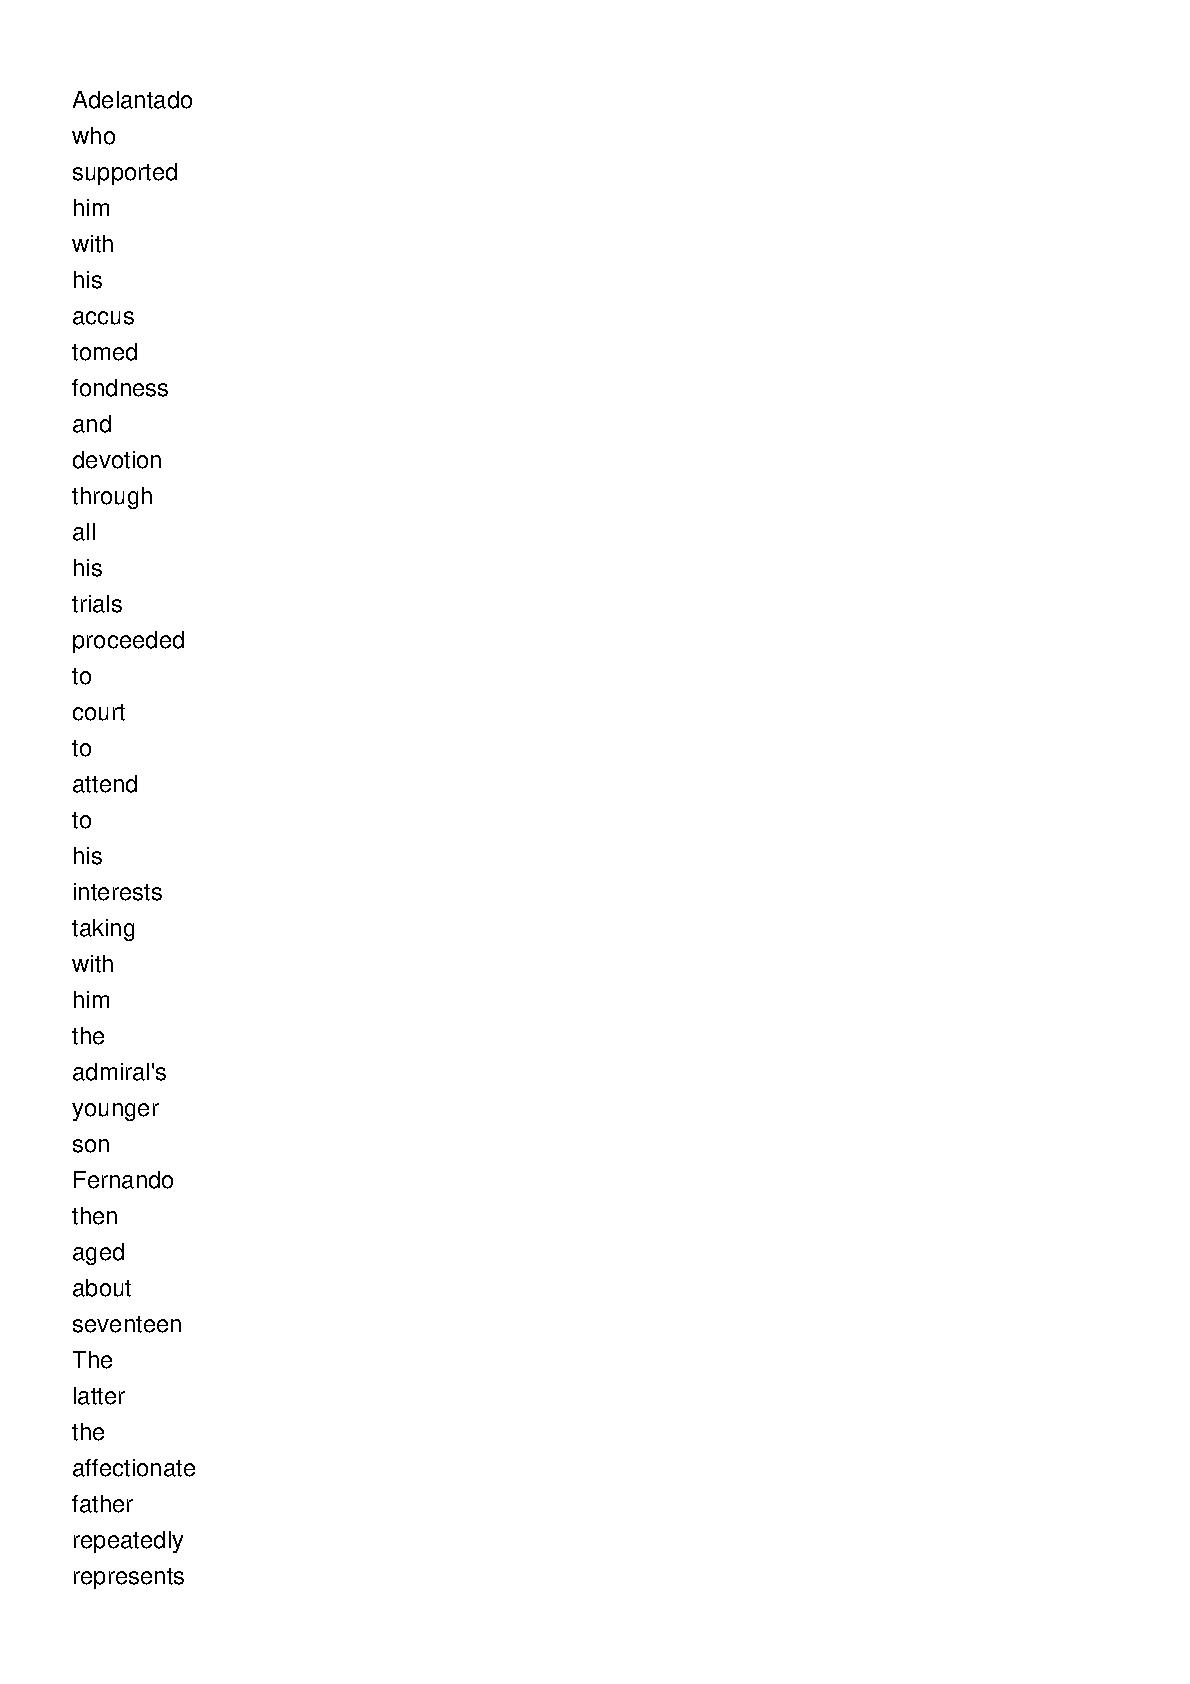 Adelantado
who
supported
him
with
his
accus
tomed
fondness
and
devotion
through
all
his
trials
proceeded
to
court
to
attend
to
his
interests
taking
with
him
the
admiral's
younger
son
Fernando
then
aged
about
seventeen
The
latter
the
affectionate
father
repeatedly
represents